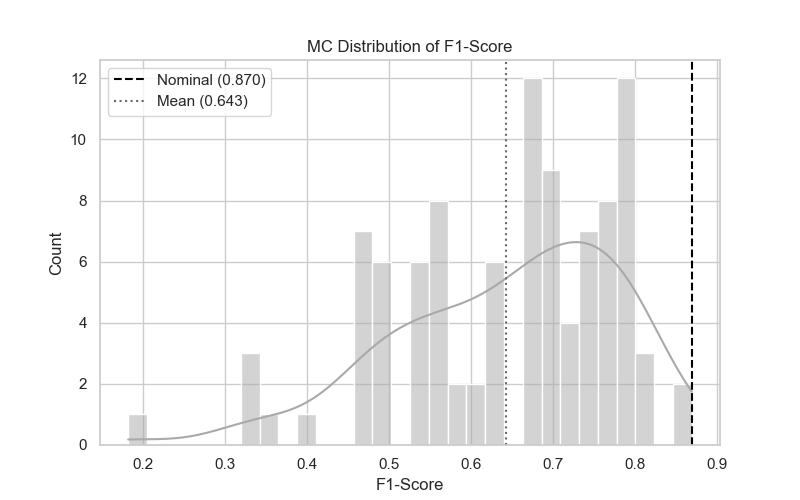 MC Distribution of F1-Score
Nominal (0.870)
Mean (0.643)
12
10
8
6
4
2
0
Count
0.2 0.3 0.4 0.5 0.6 0.7 0.8 0.9
F1-Score